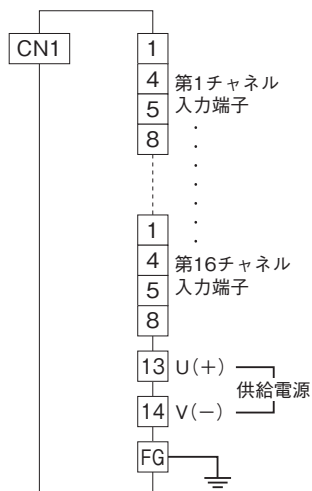 CN1
1
4
5
8
第1チャネル
入力端子
1
4
5
8
第16チャネル
入力端子
13 U(+)
14 V(−)
供給電源
FG